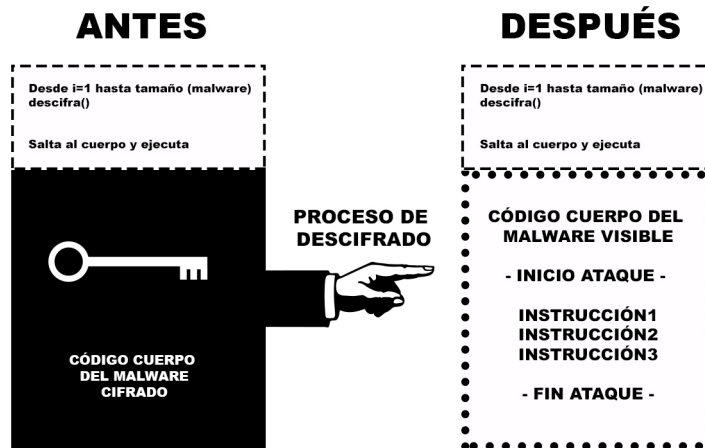 ANTES
Desde i=1 hasta tamaño (malware)
descifra()
Salta al cuerpo y ejecuta
CÓDIGO CUERPO
DEL MALWARE
CIFRADO
PROCESO DE
DESCIFRADO
DESPUÉS
Desde i=1 hasta tamaño (malware)
descifra()
Salta al cuerpo y ejecuta
CÓDIGO CUERPO DEL
MALWARE VISIBLE
- INICIO ATAQUE -
INSTRUCCIÓN1
INSTRUCCIÓN2
INSTRUCCIÓN3
- FIN ATAQUE -